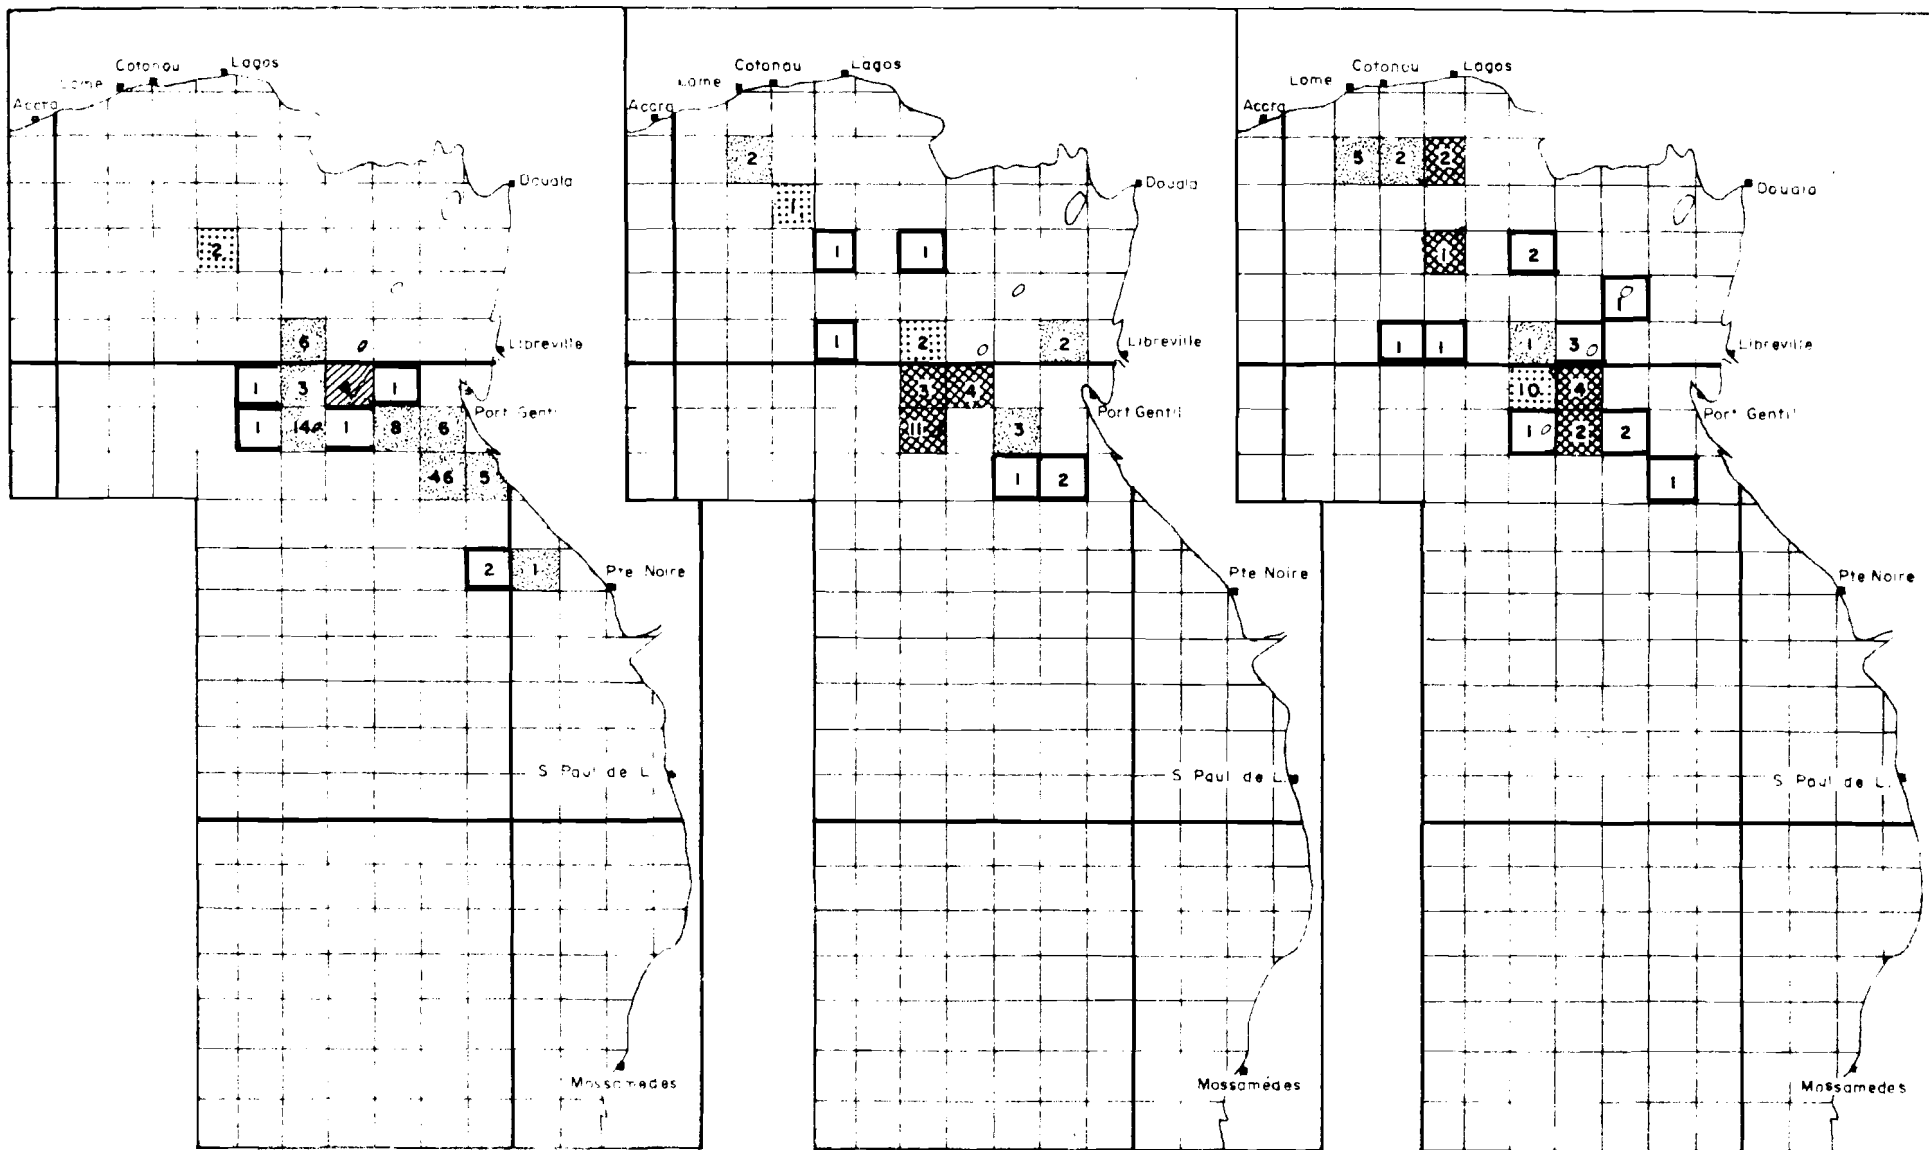 Lome Cotonou Lagos
Accra
Douala
2
6
Libreville
1 3 1
Port Gentil
1 14 1 8 6
46 5
2 1
Pte Noire
S Paul de L
Mossamedes
Lome Cotonou Lagos
Accra
2
Douala
1
1 1
1 2 2
Libreville
3 4
Port Gentil
11 3
1 2
Pte Noire
S Paul de L.
Mossamédes
Lome Cotonou Lagos
Accra
5 2 2
Douala
1 2
1
1 1 1 3
Libreville
10 4
Port Gentil
1 2 2
1
Pte Noire
S Paul de L.
Mossamedes